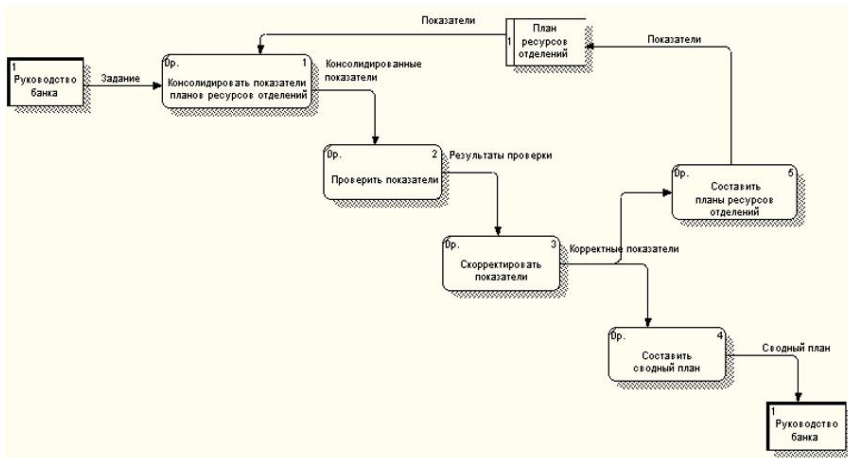 Показатели
1
План
ресурсов
отделений
Показатели
1
Руководство
банка
Задание
0р.
1
Консолидировать показатели
планов ресурсов отделений
Консолидированные
показатели
0р.
2
Проверить показатели
Результаты проверки
0р.
5
Составить
планы ресурсов
отделений
0р.
3
Скорректировать
показатели
Корректные показатели
0р.
4
Составить
сводный план
Сводный план
1
Руководство
банка